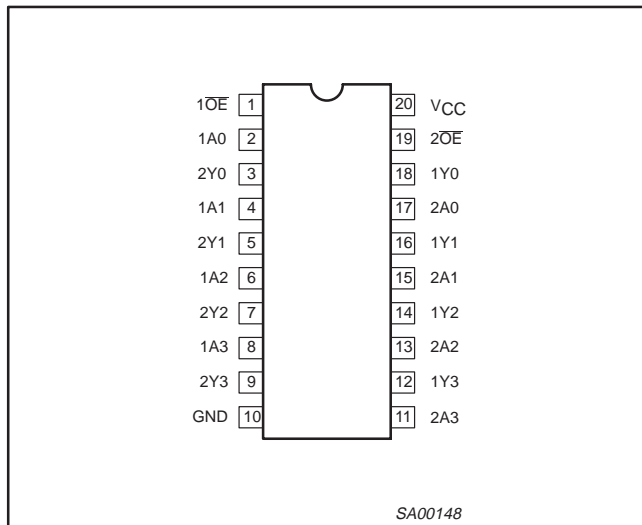 1O̅E̅ 1 20 VCC
1A0 2 19 2O̅E̅
2Y0 3 18 1Y0
1A1 4 17 2A0
2Y1 5 16 1Y1
1A2 6 15 2A1
2Y2 7 14 1Y2
1A3 8 13 2A2
2Y3 9 12 1Y3
GND 10 11 2A3
SA00148